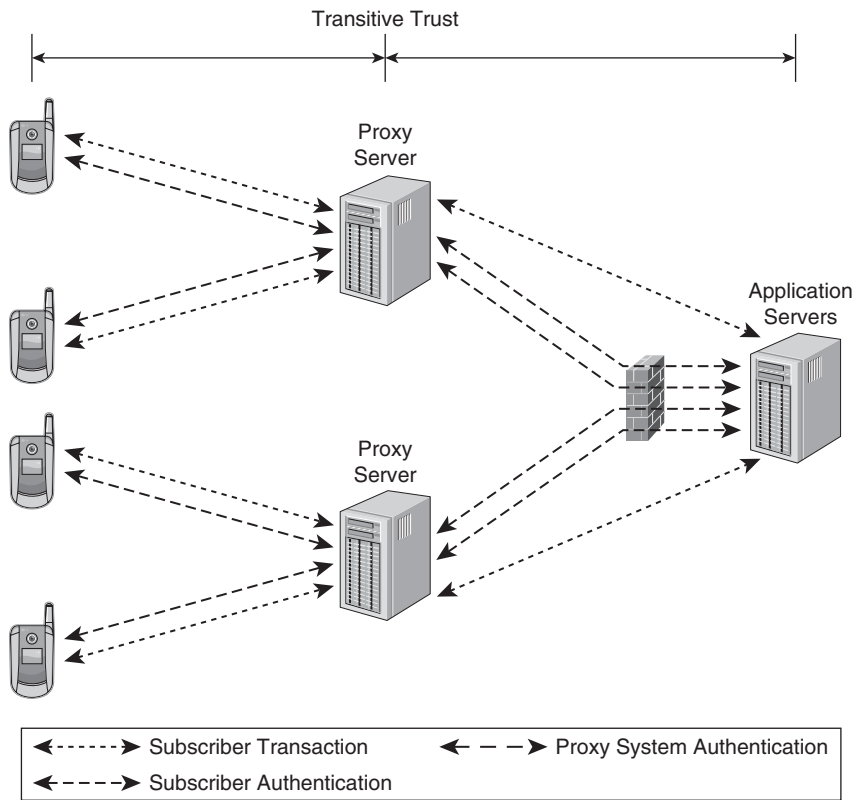 Transitive Trust
Proxy
Server
Application
Servers
Proxy
Server
Subscriber Transaction
Proxy System Authentication
Subscriber Authentication